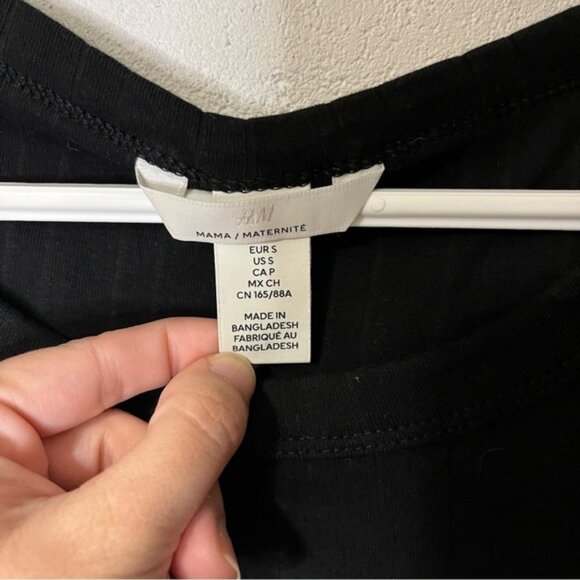 H&M
MAMA / MATERNITÉ
EUR S
US S
CA P
MX CH
CN 165/88A
MADE IN
BANGLADESH
FABRIQUÉ AU
BANGLADESH